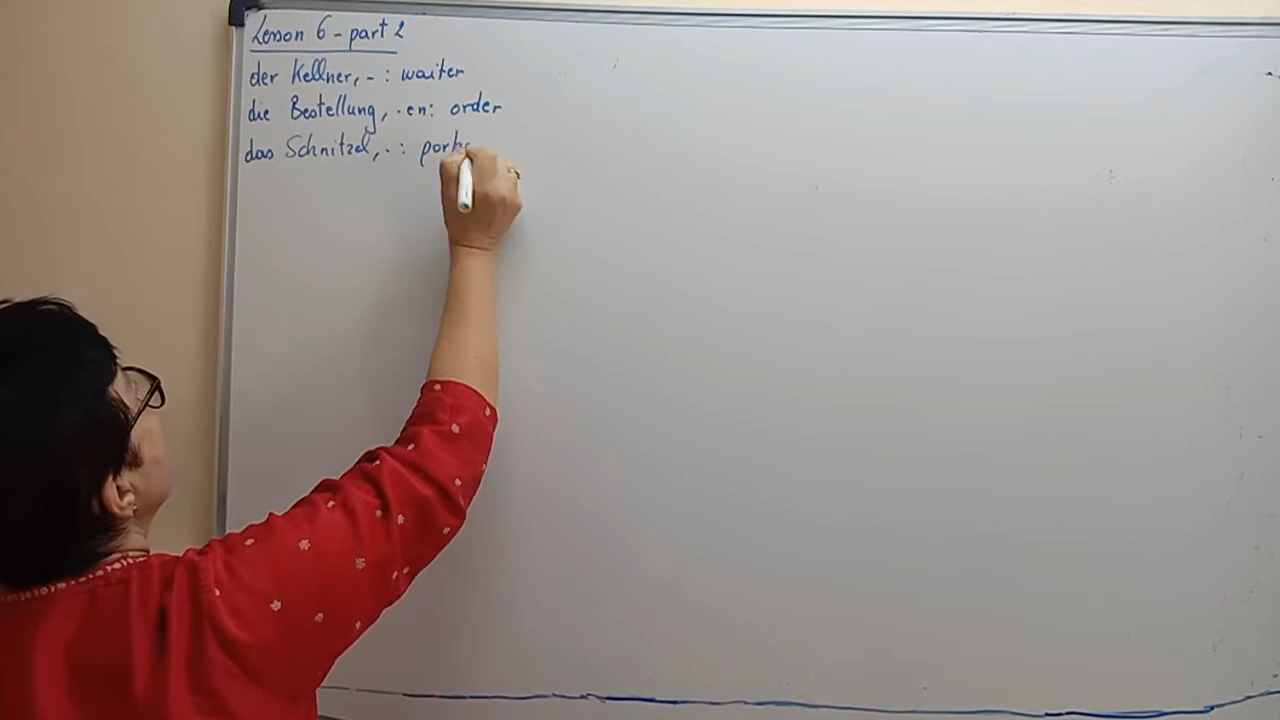 Lesson 6 - part 2
der Kellner, - : waiter
die Bestellung, -en: order
das Schnitzel, - : pork